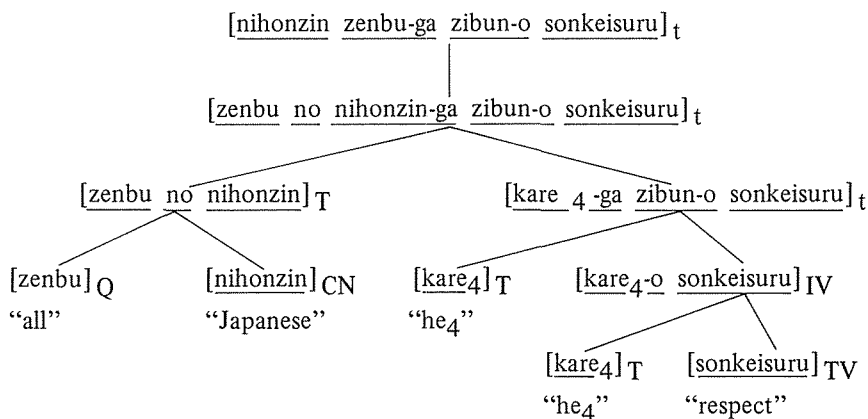 [nihonzin zenbu-ga zibun-o sonkeisuru]t
[zenbu no nihonzin-ga zibun-o sonkeisuru]t
[zenbu no nihonzin]T [kare 4 -ga zibun-o sonkeisuru]t
[zenbu]Q [nihonzin]CN [kare4]T [kare4-o sonkeisuru]IV
“all” “Japanese” “he4”
[kare4]T [sonkeisuru]TV
“he4” “respect”